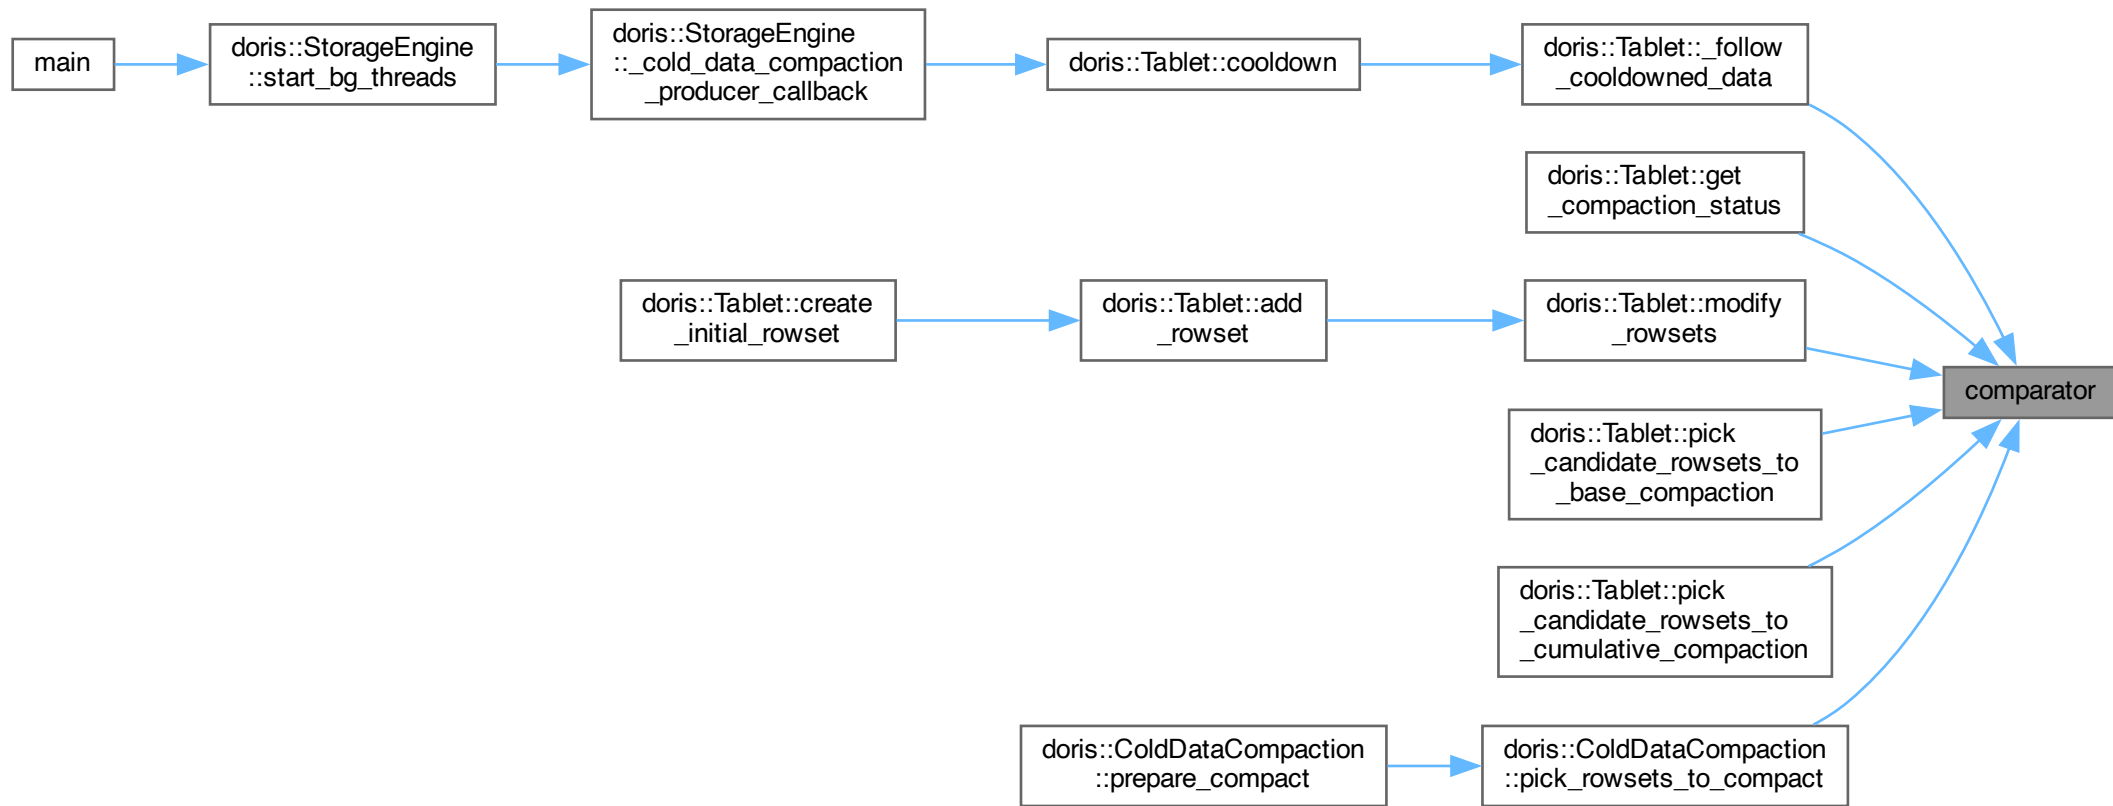 main
doris::StorageEngine
::start_bg_threads
doris::StorageEngine
::_cold_data_compaction
_producer_callback
doris::Tablet::cooldown
doris::Tablet::_follow
_cooldowned_data
doris::Tablet::get
_compaction_status
doris::Tablet::create
_initial_rowset
doris::Tablet::add
_rowset
doris::Tablet::modify
_rowsets
comparator
doris::Tablet::pick
_candidate_rowsets_to
_base_compaction
doris::Tablet::pick
_candidate_rowsets_to
_cumulative_compaction
doris::ColdDataCompaction
::prepare_compact
doris::ColdDataCompaction
::pick_rowsets_to_compact